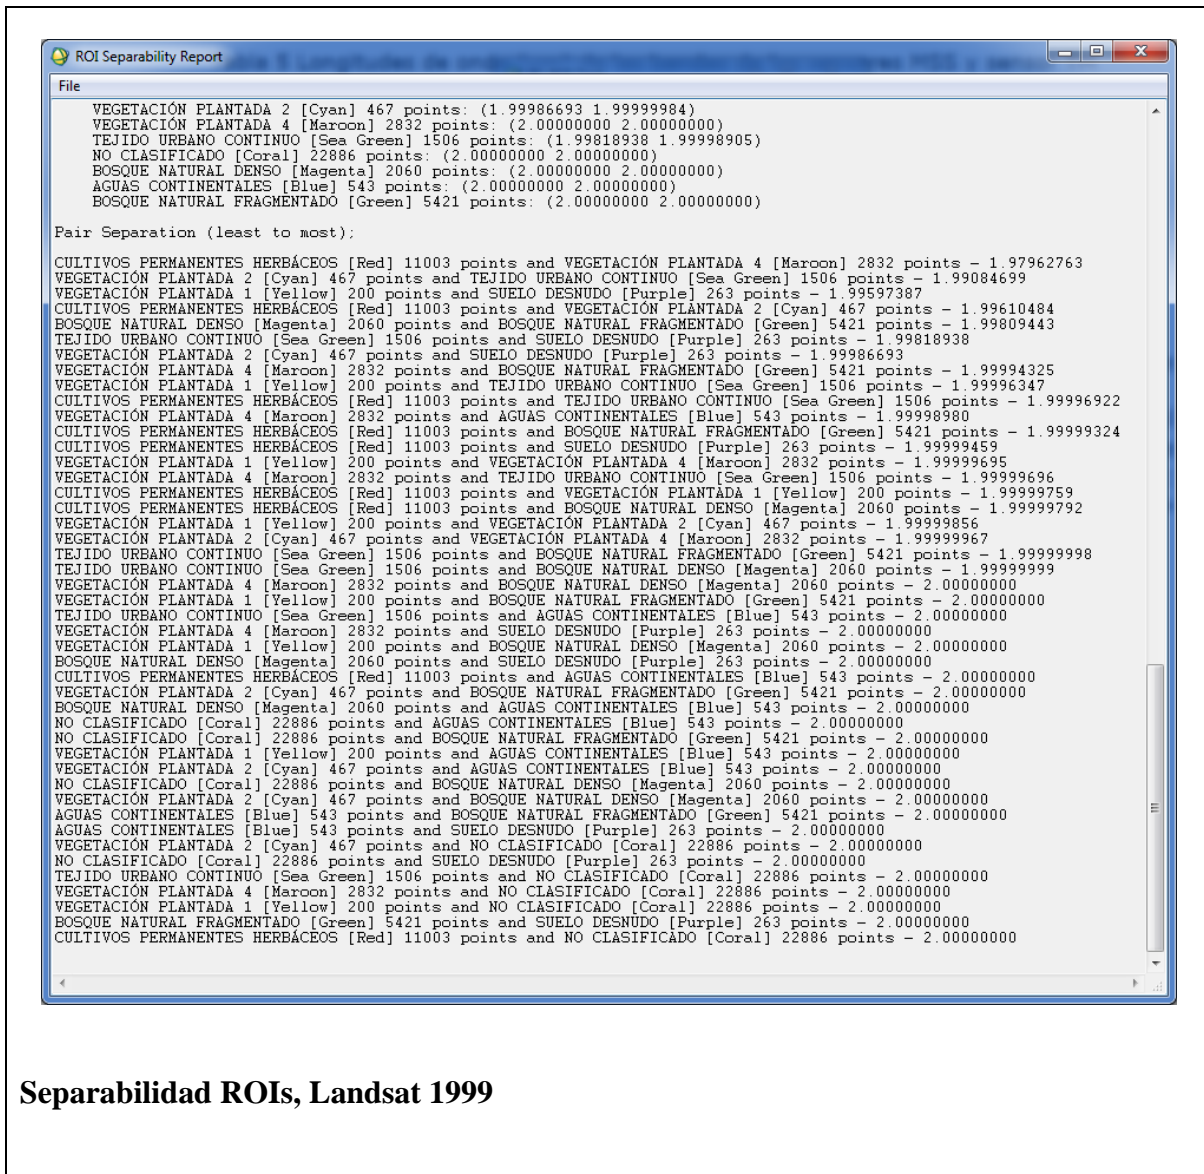 ROI Separability Report
File
VEGETACIÓN PLANTADA 2 [Cyan] 467 points: (1.99986693 1.99999984)
VEGETACIÓN PLANTADA 4 [Maroon] 2832 points: (2.00000000 2.00000000)
TEJIDO URBANO CONTINUO [Sea Green] 1506 points: (1.99818938 1.99998905)
NO CLASIFICADO [Coral] 22886 points: (2.00000000 2.00000000)
BOSQUE NATURAL DENSO [Magenta] 2060 points: (2.00000000 2.00000000)
AGUAS CONTINENTALES [Blue] 543 points: (2.00000000 2.00000000)
BOSQUE NATURAL FRAGMENTADO [Green] 5421 points: (2.00000000 2.00000000)
Pair Separation (least to most);
CULTIVOS PERMANENTES HERBÁCEOS [Red] 11003 points and VEGETACIÓN PLANTADA 4 [Maroon] 2832 points - 1.97962763
VEGETACIÓN PLANTADA 2 [Cyan] 467 points and TEJIDO URBANO CONTINUO [Sea Green] 1506 points - 1.99084699
VEGETACIÓN PLANTADA 1 [Yellow] 200 points and SUELO DESNUDO [Purple] 263 points - 1.99597387
CULTIVOS PERMANENTES HERBÁCEOS [Red] 11003 points and VEGETACIÓN PLANTADA 2 [Cyan] 467 points - 1.99610484
BOSQUE NATURAL DENSO [Magenta] 2060 points and BOSQUE NATURAL FRAGMENTADO [Green] 5421 points - 1.99809443
TEJIDO URBANO CONTINUO [Sea Green] 1506 points and SUELO DESNUDO [Purple] 263 points - 1.99818938
VEGETACIÓN PLANTADA 2 [Cyan] 467 points and SUELO DESNUDO [Purple] 263 points - 1.99986693
VEGETACIÓN PLANTADA 4 [Maroon] 2832 points and BOSQUE NATURAL FRAGMENTADO [Green] 5421 points - 1.99994325
VEGETACIÓN PLANTADA 1 [Yellow] 200 points and TEJIDO URBANO CONTINUO [Sea Green] 1506 points - 1.99996347
CULTIVOS PERMANENTES HERBÁCEOS [Red] 11003 points and TEJIDO URBANO CONTINUO [Sea Green] 1506 points - 1.99996922
VEGETACIÓN PLANTADA 4 [Maroon] 2832 points and AGUAS CONTINENTALES [Blue] 543 points - 1.99998980
CULTIVOS PERMANENTES HERBÁCEOS [Red] 11003 points and BOSQUE NATURAL FRAGMENTADO [Green] 5421 points - 1.99999324
CULTIVOS PERMANENTES HERBÁCEOS [Red] 11003 points and SUELO DESNUDO [Purple] 263 points - 1.99999459
VEGETACIÓN PLANTADA 1 [Yellow] 200 points and VEGETACIÓN PLANTADA 4 [Maroon] 2832 points - 1.99999695
VEGETACIÓN PLANTADA 4 [Maroon] 2832 points and TEJIDO URBANO CONTINUO [Sea Green] 1506 points - 1.99999696
CULTIVOS PERMANENTES HERBÁCEOS [Red] 11003 points and VEGETACIÓN PLANTADA 1 [Yellow] 200 points - 1.99999759
CULTIVOS PERMANENTES HERBÁCEOS [Red] 11003 points and BOSQUE NATURAL DENSO [Magenta] 2060 points - 1.99999792
VEGETACIÓN PLANTADA 1 [Yellow] 200 points and VEGETACIÓN PLANTADA 2 [Cyan] 467 points - 1.99999856
VEGETACIÓN PLANTADA 2 [Cyan] 467 points and VEGETACIÓN PLANTADA 4 [Maroon] 2832 points - 1.99999967
TEJIDO URBANO CONTINUO [Sea Green] 1506 points and BOSQUE NATURAL FRAGMENTADO [Green] 5421 points - 1.99999998
TEJIDO URBANO CONTINUO [Sea Green] 1506 points and BOSQUE NATURAL DENSO [Magenta] 2060 points - 1.99999999
VEGETACIÓN PLANTADA 4 [Maroon] 2832 points and BOSQUE NATURAL DENSO [Magenta] 2060 points - 2.00000000
VEGETACIÓN PLANTADA 1 [Yellow] 200 points and BOSQUE NATURAL FRAGMENTADO [Green] 5421 points - 2.00000000
TEJIDO URBANO CONTINUO [Sea Green] 1506 points and AGUAS CONTINENTALES [Blue] 543 points - 2.00000000
VEGETACIÓN PLANTADA 4 [Maroon] 2832 points and SUELO DESNUDO [Purple] 263 points - 2.00000000
VEGETACIÓN PLANTADA 1 [Yellow] 200 points and BOSQUE NATURAL DENSO [Magenta] 2060 points - 2.00000000
BOSQUE NATURAL DENSO [Magenta] 2060 points and SUELO DESNUDO [Purple] 263 points - 2.00000000
CULTIVOS PERMANENTES HERBÁCEOS [Red] 11003 points and AGUAS CONTINENTALES [Blue] 543 points - 2.00000000
VEGETACIÓN PLANTADA 2 [Cyan] 467 points and BOSQUE NATURAL FRAGMENTADO [Green] 5421 points - 2.00000000
BOSQUE NATURAL DENSO [Magenta] 2060 points and AGUAS CONTINENTALES [Blue] 543 points - 2.00000000
NO CLASIFICADO [Coral] 22886 points and AGUAS CONTINENTALES [Blue] 543 points - 2.00000000
NO CLASIFICADO [Coral] 22886 points and BOSQUE NATURAL FRAGMENTADO [Green] 5421 points - 2.00000000
VEGETACIÓN PLANTADA 1 [Yellow] 200 points and AGUAS CONTINENTALES [Blue] 543 points - 2.00000000
VEGETACIÓN PLANTADA 2 [Cyan] 467 points and AGUAS CONTINENTALES [Blue] 543 points - 2.00000000
NO CLASIFICADO [Coral] 22886 points and BOSQUE NATURAL DENSO [Magenta] 2060 points - 2.00000000
VEGETACIÓN PLANTADA 2 [Cyan] 467 points and BOSQUE NATURAL DENSO [Magenta] 2060 points - 2.00000000
AGUAS CONTINENTALES [Blue] 543 points and BOSQUE NATURAL FRAGMENTADO [Green] 5421 points - 2.00000000
AGUAS CONTINENTALES [Blue] 543 points and SUELO DESNUDO [Purple] 263 points - 2.00000000
VEGETACIÓN PLANTADA 2 [Cyan] 467 points and NO CLASIFICADO [Coral] 22886 points - 2.00000000
NO CLASIFICADO [Coral] 22886 points and SUELO DESNUDO [Purple] 263 points - 2.00000000
TEJIDO URBANO CONTINUO [Sea Green] 1506 points and NO CLASIFICADO [Coral] 22886 points - 2.00000000
VEGETACIÓN PLANTADA 4 [Maroon] 2832 points and NO CLASIFICADO [Coral] 22886 points - 2.00000000
VEGETACIÓN PLANTADA 1 [Yellow] 200 points and NO CLASIFICADO [Coral] 22886 points - 2.00000000
BOSQUE NATURAL FRAGMENTADO [Green] 5421 points and SUELO DESNUDO [Purple] 263 points - 2.00000000
CULTIVOS PERMANENTES HERBÁCEOS [Red] 11003 points and NO CLASIFICADO [Coral] 22886 points - 2.00000000
Separabilidad ROIs, Landsat 1999